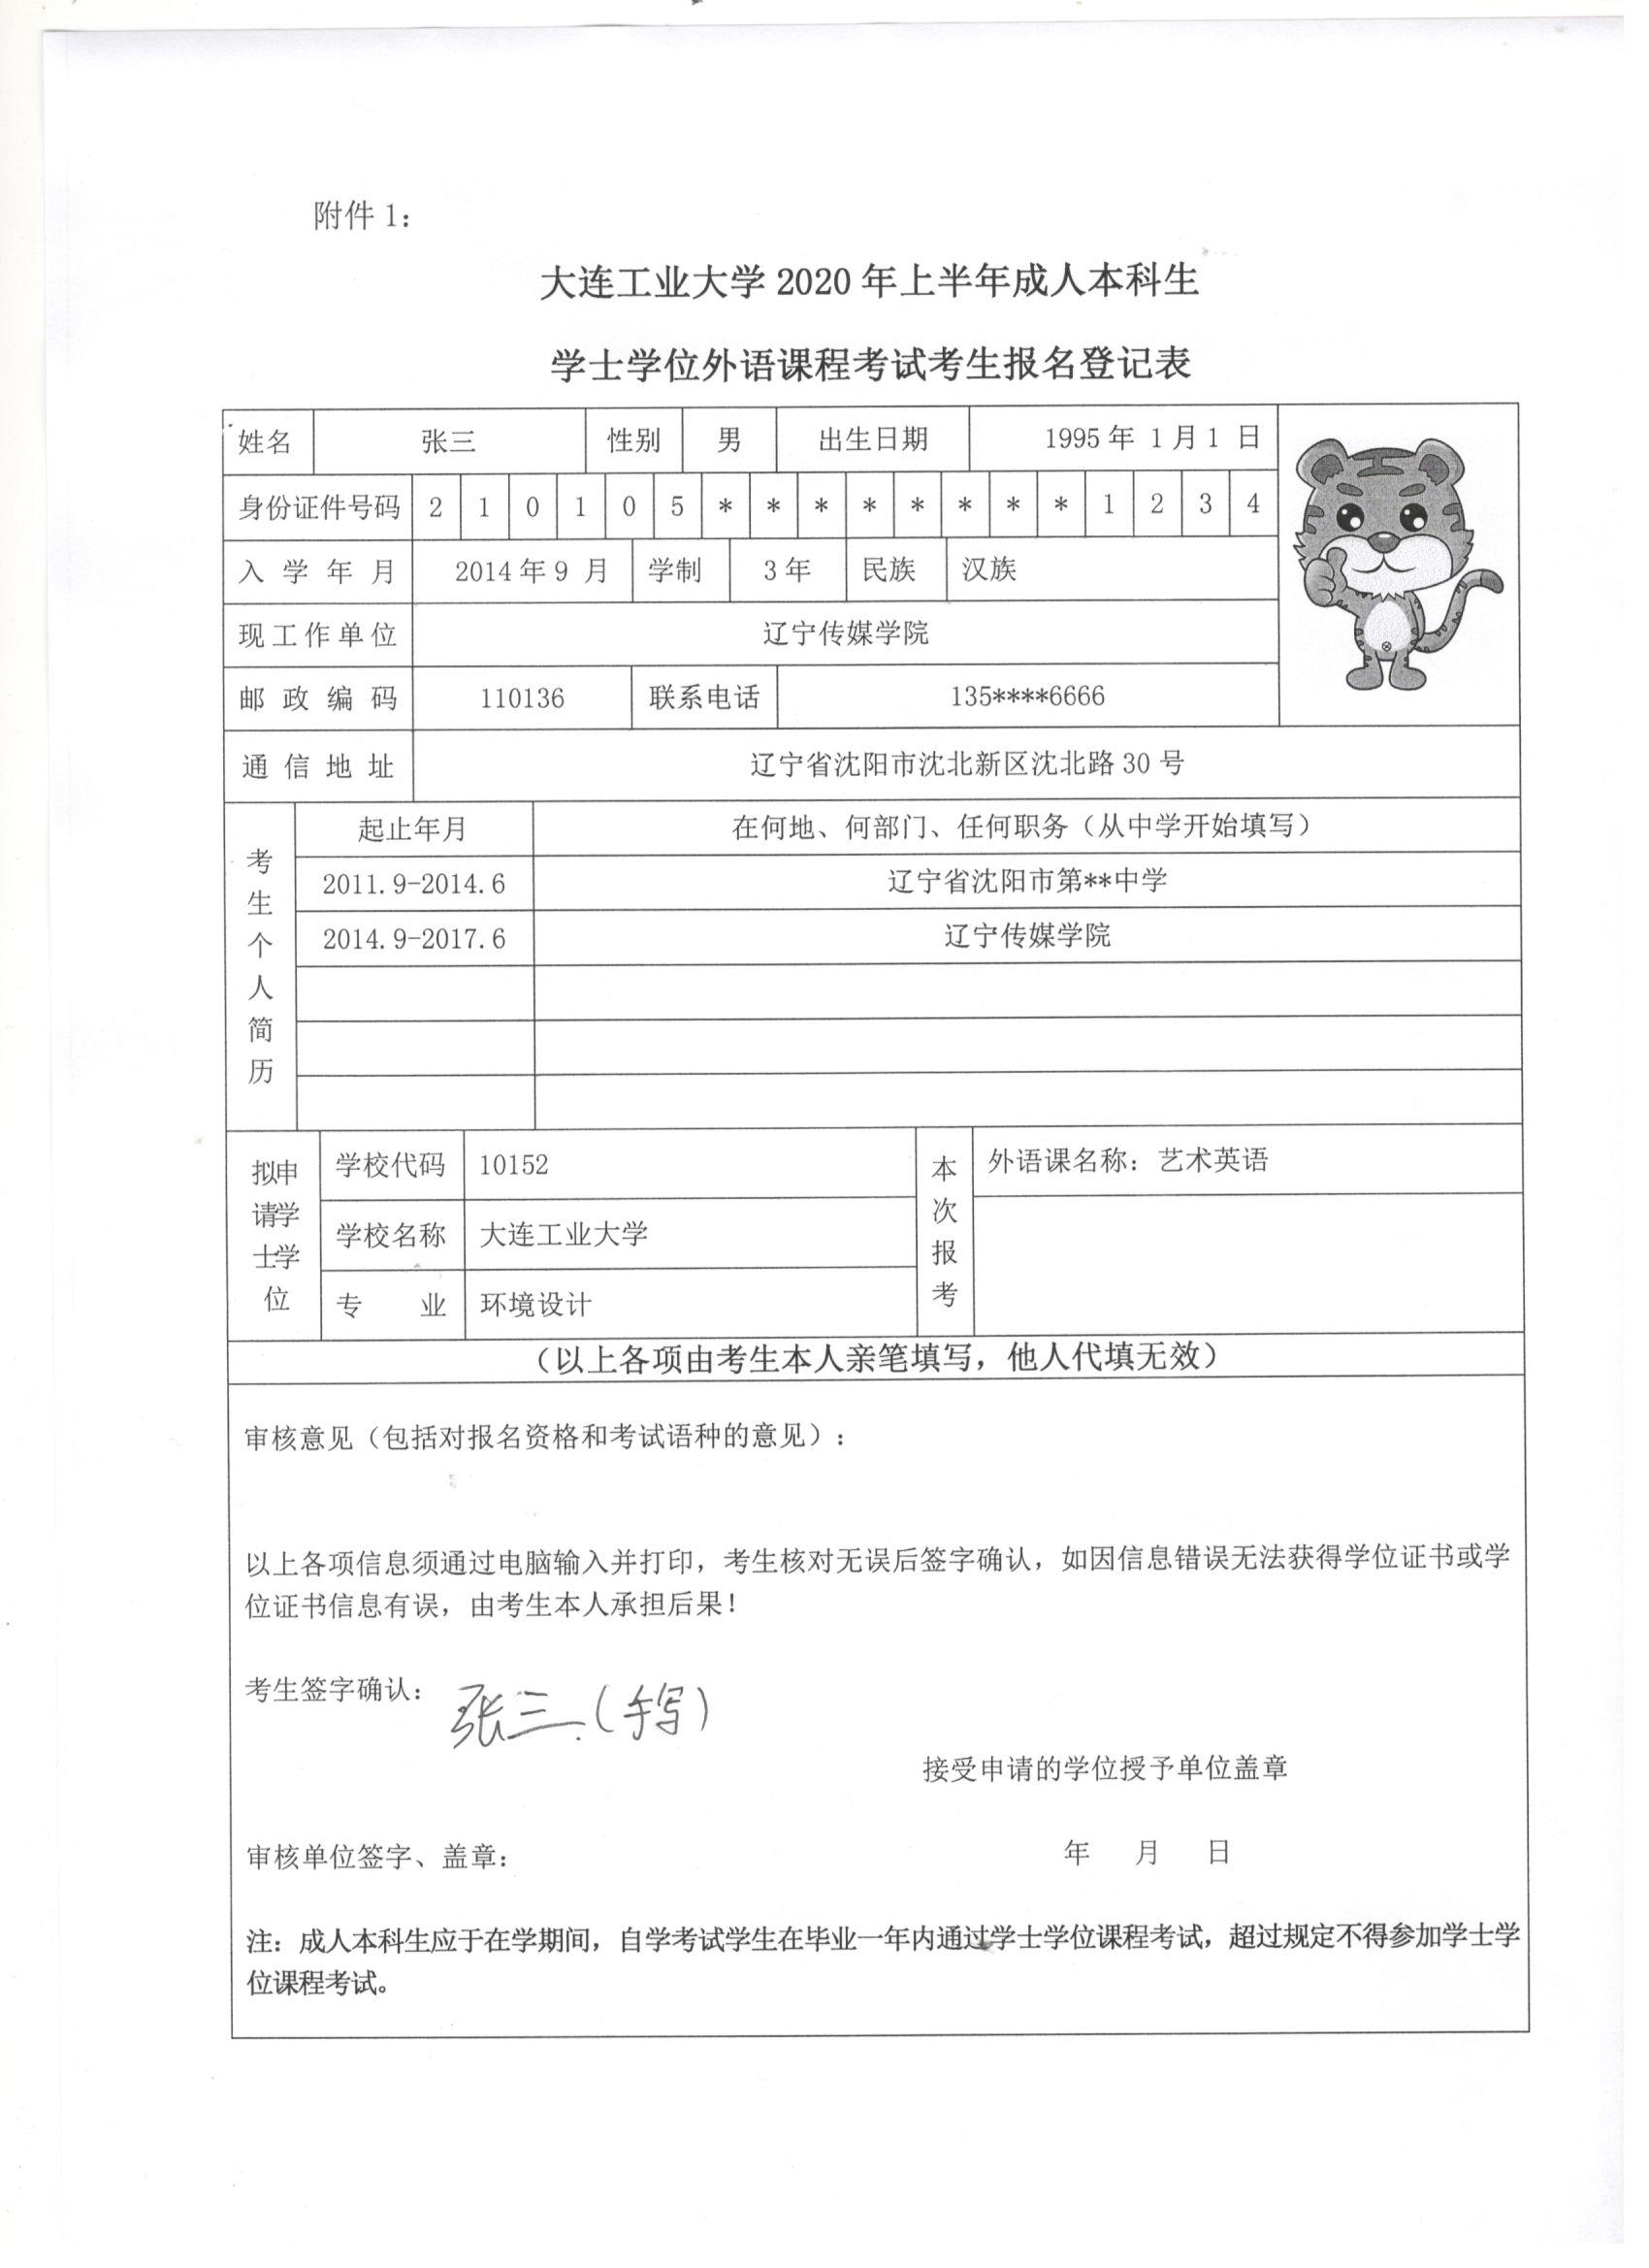 附件 1：
大连工业大学 2020 年上半年成人本科生
学士学位外语课程考试考生报名登记表
姓名 张三 性别 男 出生日期 1995 年 1 月 1 日
身份证件号码 2 1 0 1 0 5 * * * * * * * * 1 2 3 4
入学年月 2014 年 9 月 学制 3 年 民族 汉族
现工作单位 辽宁传媒学院
邮政编码 110136 联系电话 135****6666
通信地址 辽宁省沈阳市沈北新区沈北路 30 号
考生个人简历
起止年月 在何地、何部门、任何职务（从中学开始填写）
2011.9-2014.6 辽宁省沈阳市第**中学
2014.9-2017.6 辽宁传媒学院
拟申请学士学位
学校代码 10152
学校名称 大连工业大学
专业 环境设计
本次报考
外语课名称：艺术英语
（以上各项由考生本人亲笔填写，他人代填无效）
审核意见（包括对报名资格和考试语种的意见）：
以上各项信息须通过电脑输入并打印，考生核对无误后签字确认，如因信息错误无法获得学位证书或学
位证书信息有误，由考生本人承担后果！
考生签字确认： 张三.（手写）
接受申请的学位授予单位盖章
审核单位签字、盖章： 年 月 日
注：成人本科生应于在学期间，自学考试学生在毕业一年内通过学士学位课程考试，超过规定不得参加学士学
位课程考试。